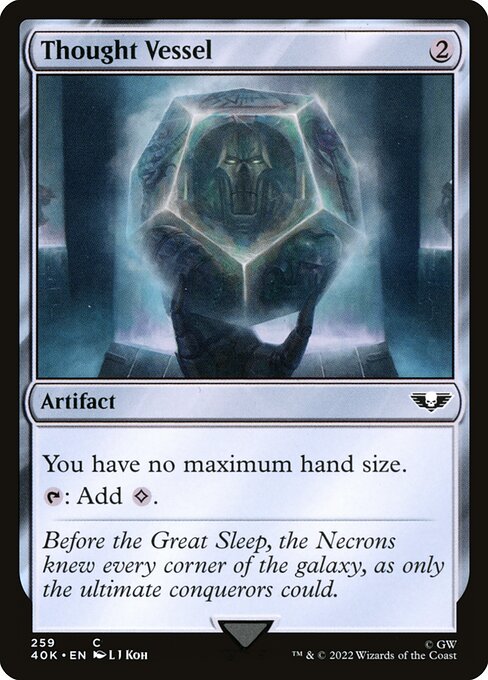 Thought Vessel 2
Artifact
You have no maximum hand size.
: Add .
Before the Great Sleep, the Necrons
knew every corner of the galaxy, as only
the ultimate conquerors could.
259 C © GW
40K • EN LJ Koh ™ & © 2022 Wizards of the Coast